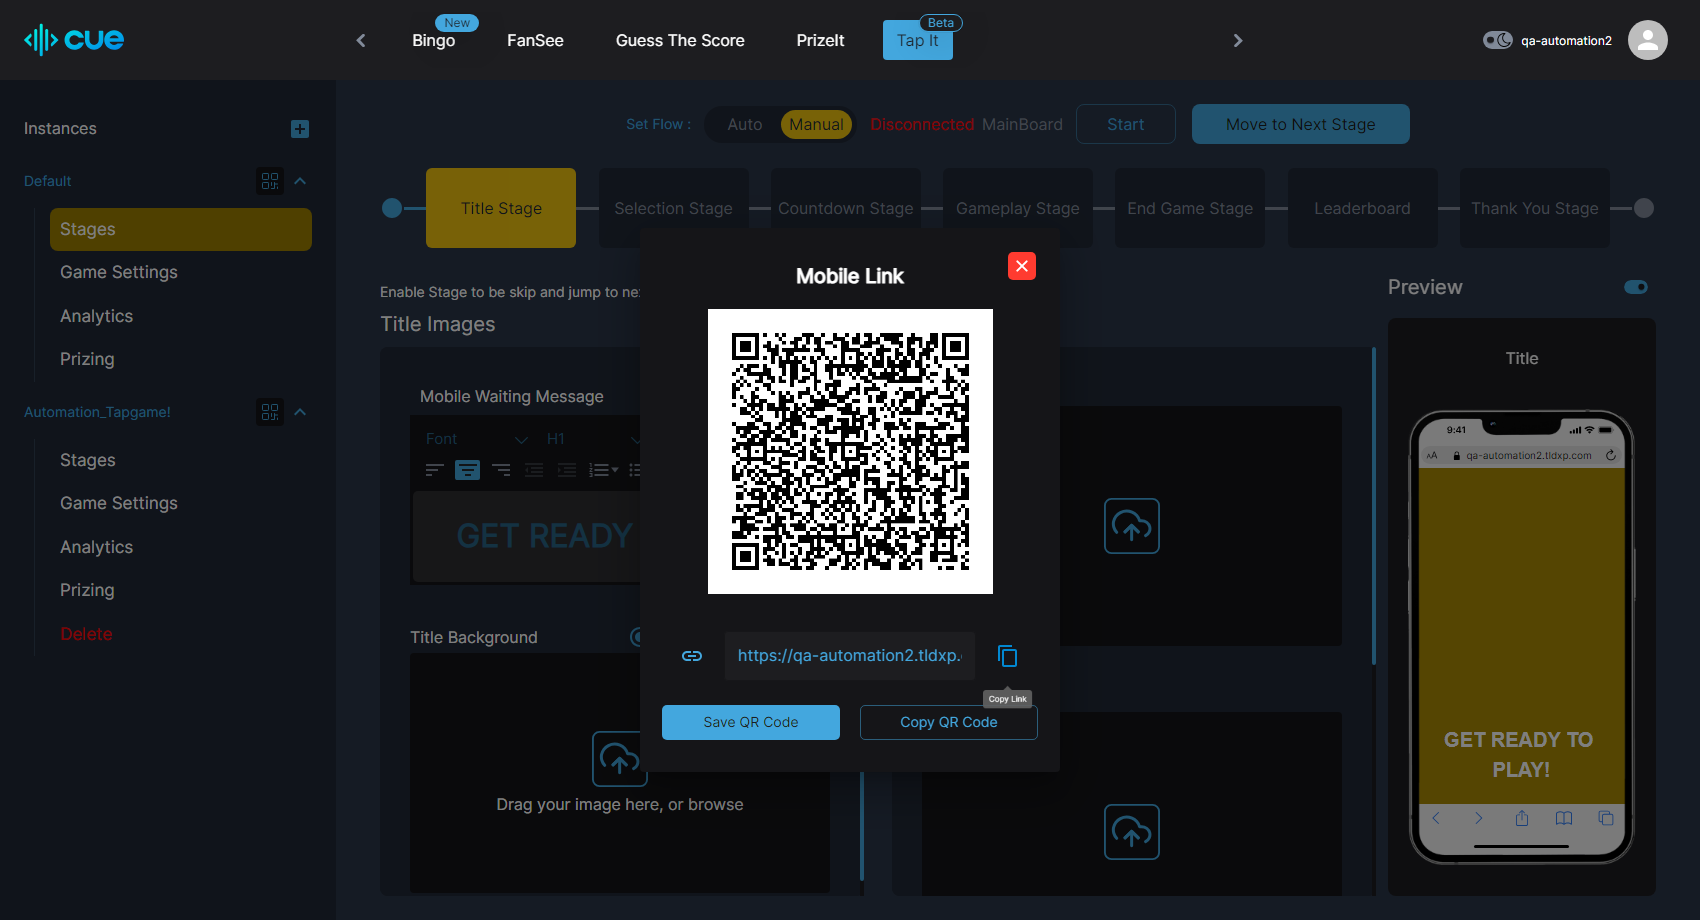 cue
New
Bingo
FanSee
Guess The Score
PrizeIt
Beta
Tap It
qa-automation2
Instances
Default
Stages
Game Settings
Analytics
Prizing
Automation_Tapgame!
Stages
Game Settings
Analytics
Prizing
Delete
Set Flow :
Auto
Manual
Disconnected
MainBoard
Start
Move to Next Stage
Title Stage
Selection Stage
Countdown Stage
Gameplay Stage
End Game Stage
Leaderboard
Thank You Stage
Enable Stage to be skip and jump to ne
Title Images
Mobile Waiting Message
Font
H1
GET READY
Title Background
Drag your image here, or browse
Mobile Link
https://qa-automation2.tldxp.
Copy Link
Save QR Code
Copy QR Code
Preview
Title
9:41
AA
qa-automation2.tldxp.com
GET READY TO
PLAY!